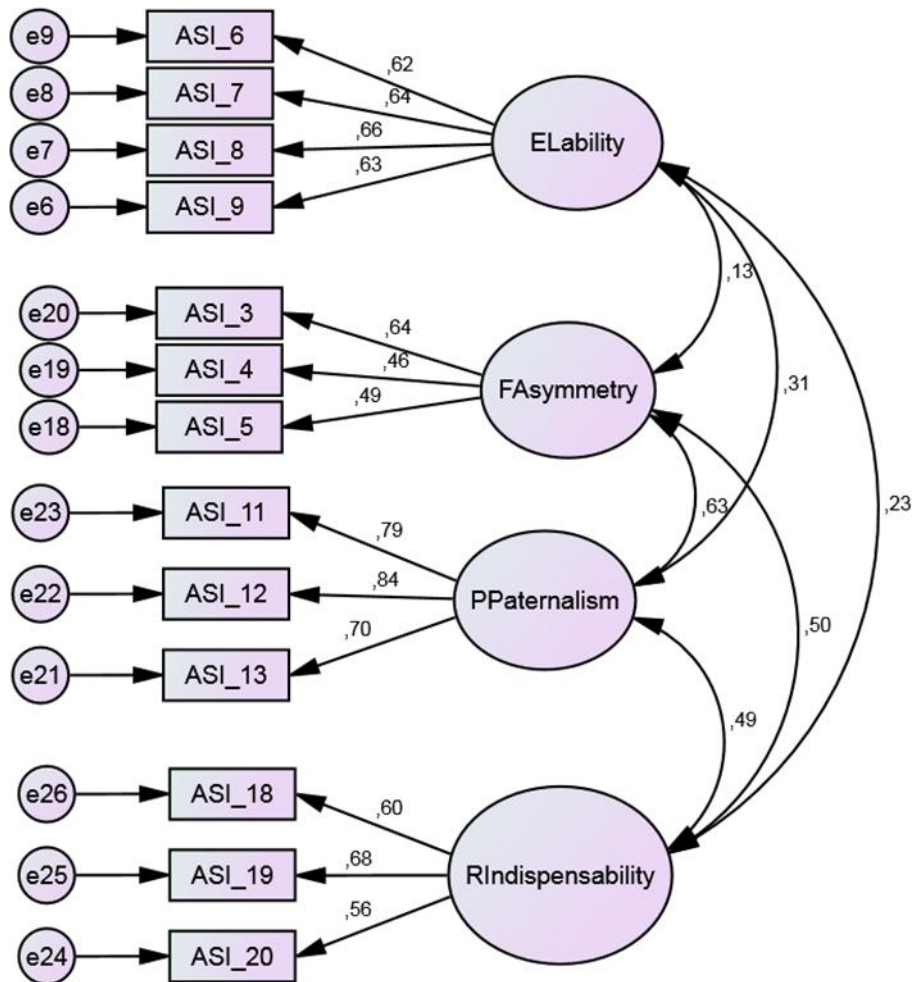 e9
ASI_6
,62
e8
ASI_7
,64
e7
ASI_8
,66
e6
ASI_9
,63
ELability
,13
,31
,23
e20
ASI_3
,64
e19
ASI_4
,46
e18
ASI_5
,49
FAsymmetry
,63
,50
e23
ASI_11
,79
e22
ASI_12
,84
e21
ASI_13
,70
PPaternalism
,49
e26
ASI_18
,60
e25
ASI_19
,68
e24
ASI_20
,56
RIndispensability